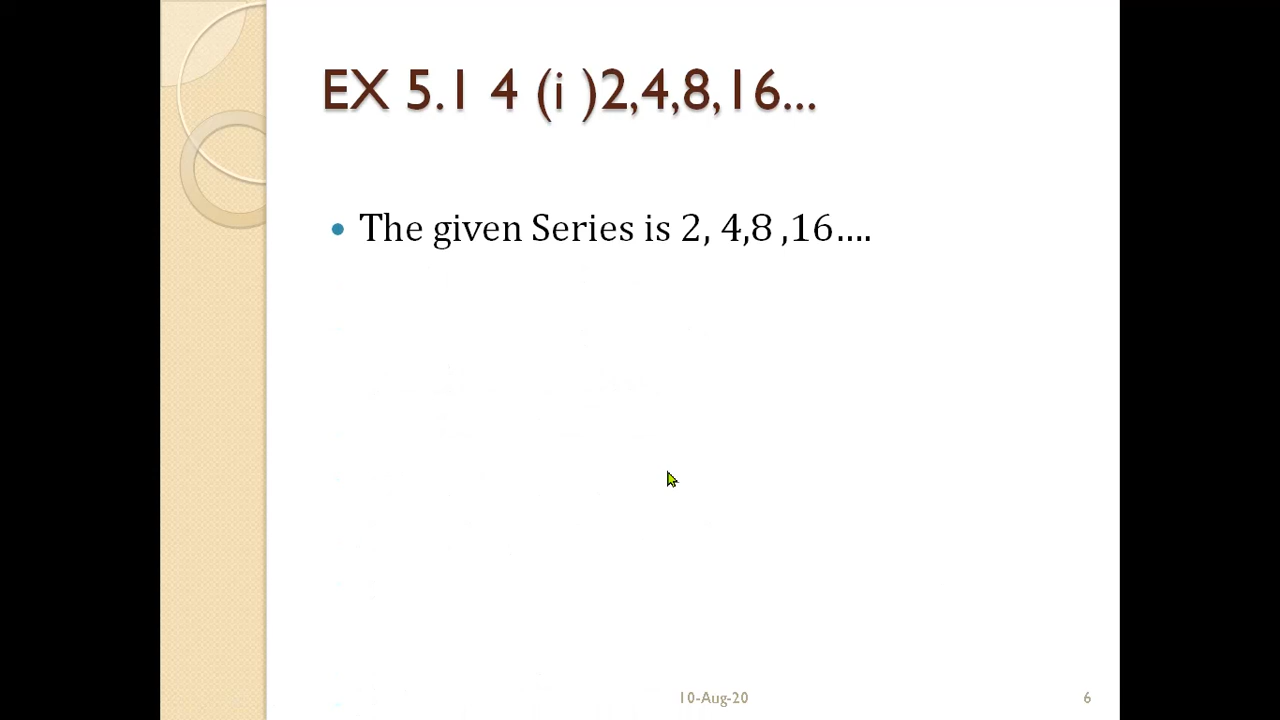 EX 5.1 4 (i )2,4,8,16...
• The given Series is 2, 4,8 ,16....
10-Aug-20
6